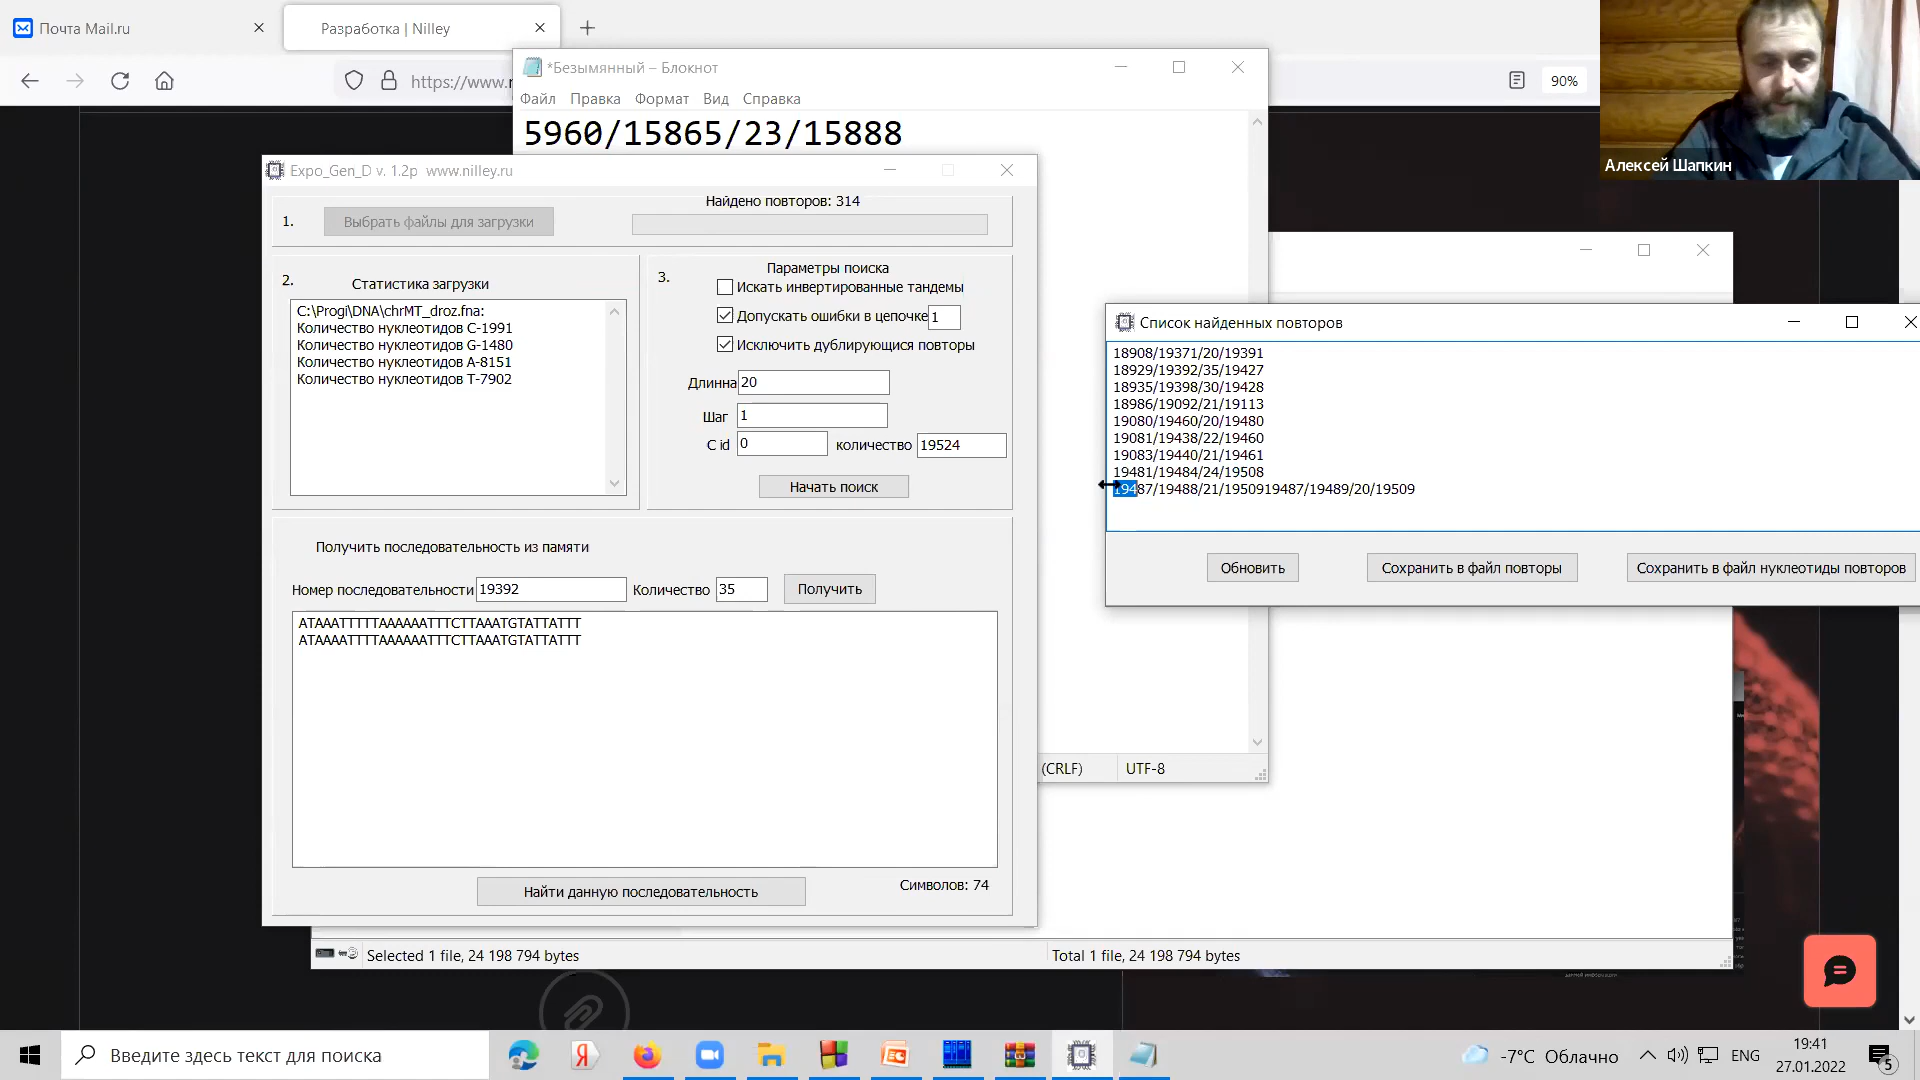 Почта Mail.ru
Разработка | Nilley
https://www.n
90%
*Безымянный – Блокнот
Файл Правка Формат Вид Справка
5960/15865/23/15888
Алексей Шапкин
Expo_Gen_D v. 1.2p www.nilley.ru
1.
Выбрать файлы для загрузки
Найдено повторов: 314
2.
Статистика загрузки
C:\Progi\DNA\chrMT_droz.fna:
Количество нуклеотидов C-1991
Количество нуклеотидов G-1480
Количество нуклеотидов A-8151
Количество нуклеотидов T-7902
3.
Параметры поиска
Искать инвертированные тандемы
Допускать ошибки в цепочке 1
Исключить дублирующися повторы
Длинна 20
Шаг 1
C id 0 количество 19524
Начать поиск
Получить последовательность из памяти
Номер последовательности 19392 Количество 35 Получить
ATAAATTTTTAAAAAATTTCTTAAATGTATTATTT
ATAAAATTTTAAAAAATTTCTTAAATGTATTATTT
Найти данную последовательность
Символов: 74
Список найденных повторов
18908/19371/20/19391
18929/19392/35/19427
18935/19398/30/19428
18986/19092/21/19113
19080/19460/20/19480
19081/19438/22/19460
19083/19440/21/19461
19481/19484/24/19508
19487/19488/21/1950919487/19489/20/19509
Обновить
Сохранить в файл повторы
Сохранить в файл нуклеотиды повторов
(CRLF)
UTF-8
Selected 1 file, 24 198 794 bytes
Total 1 file, 24 198 794 bytes
Введите здесь текст для поиска
-7°C Облачно
ENG
19:41
27.01.2022
5